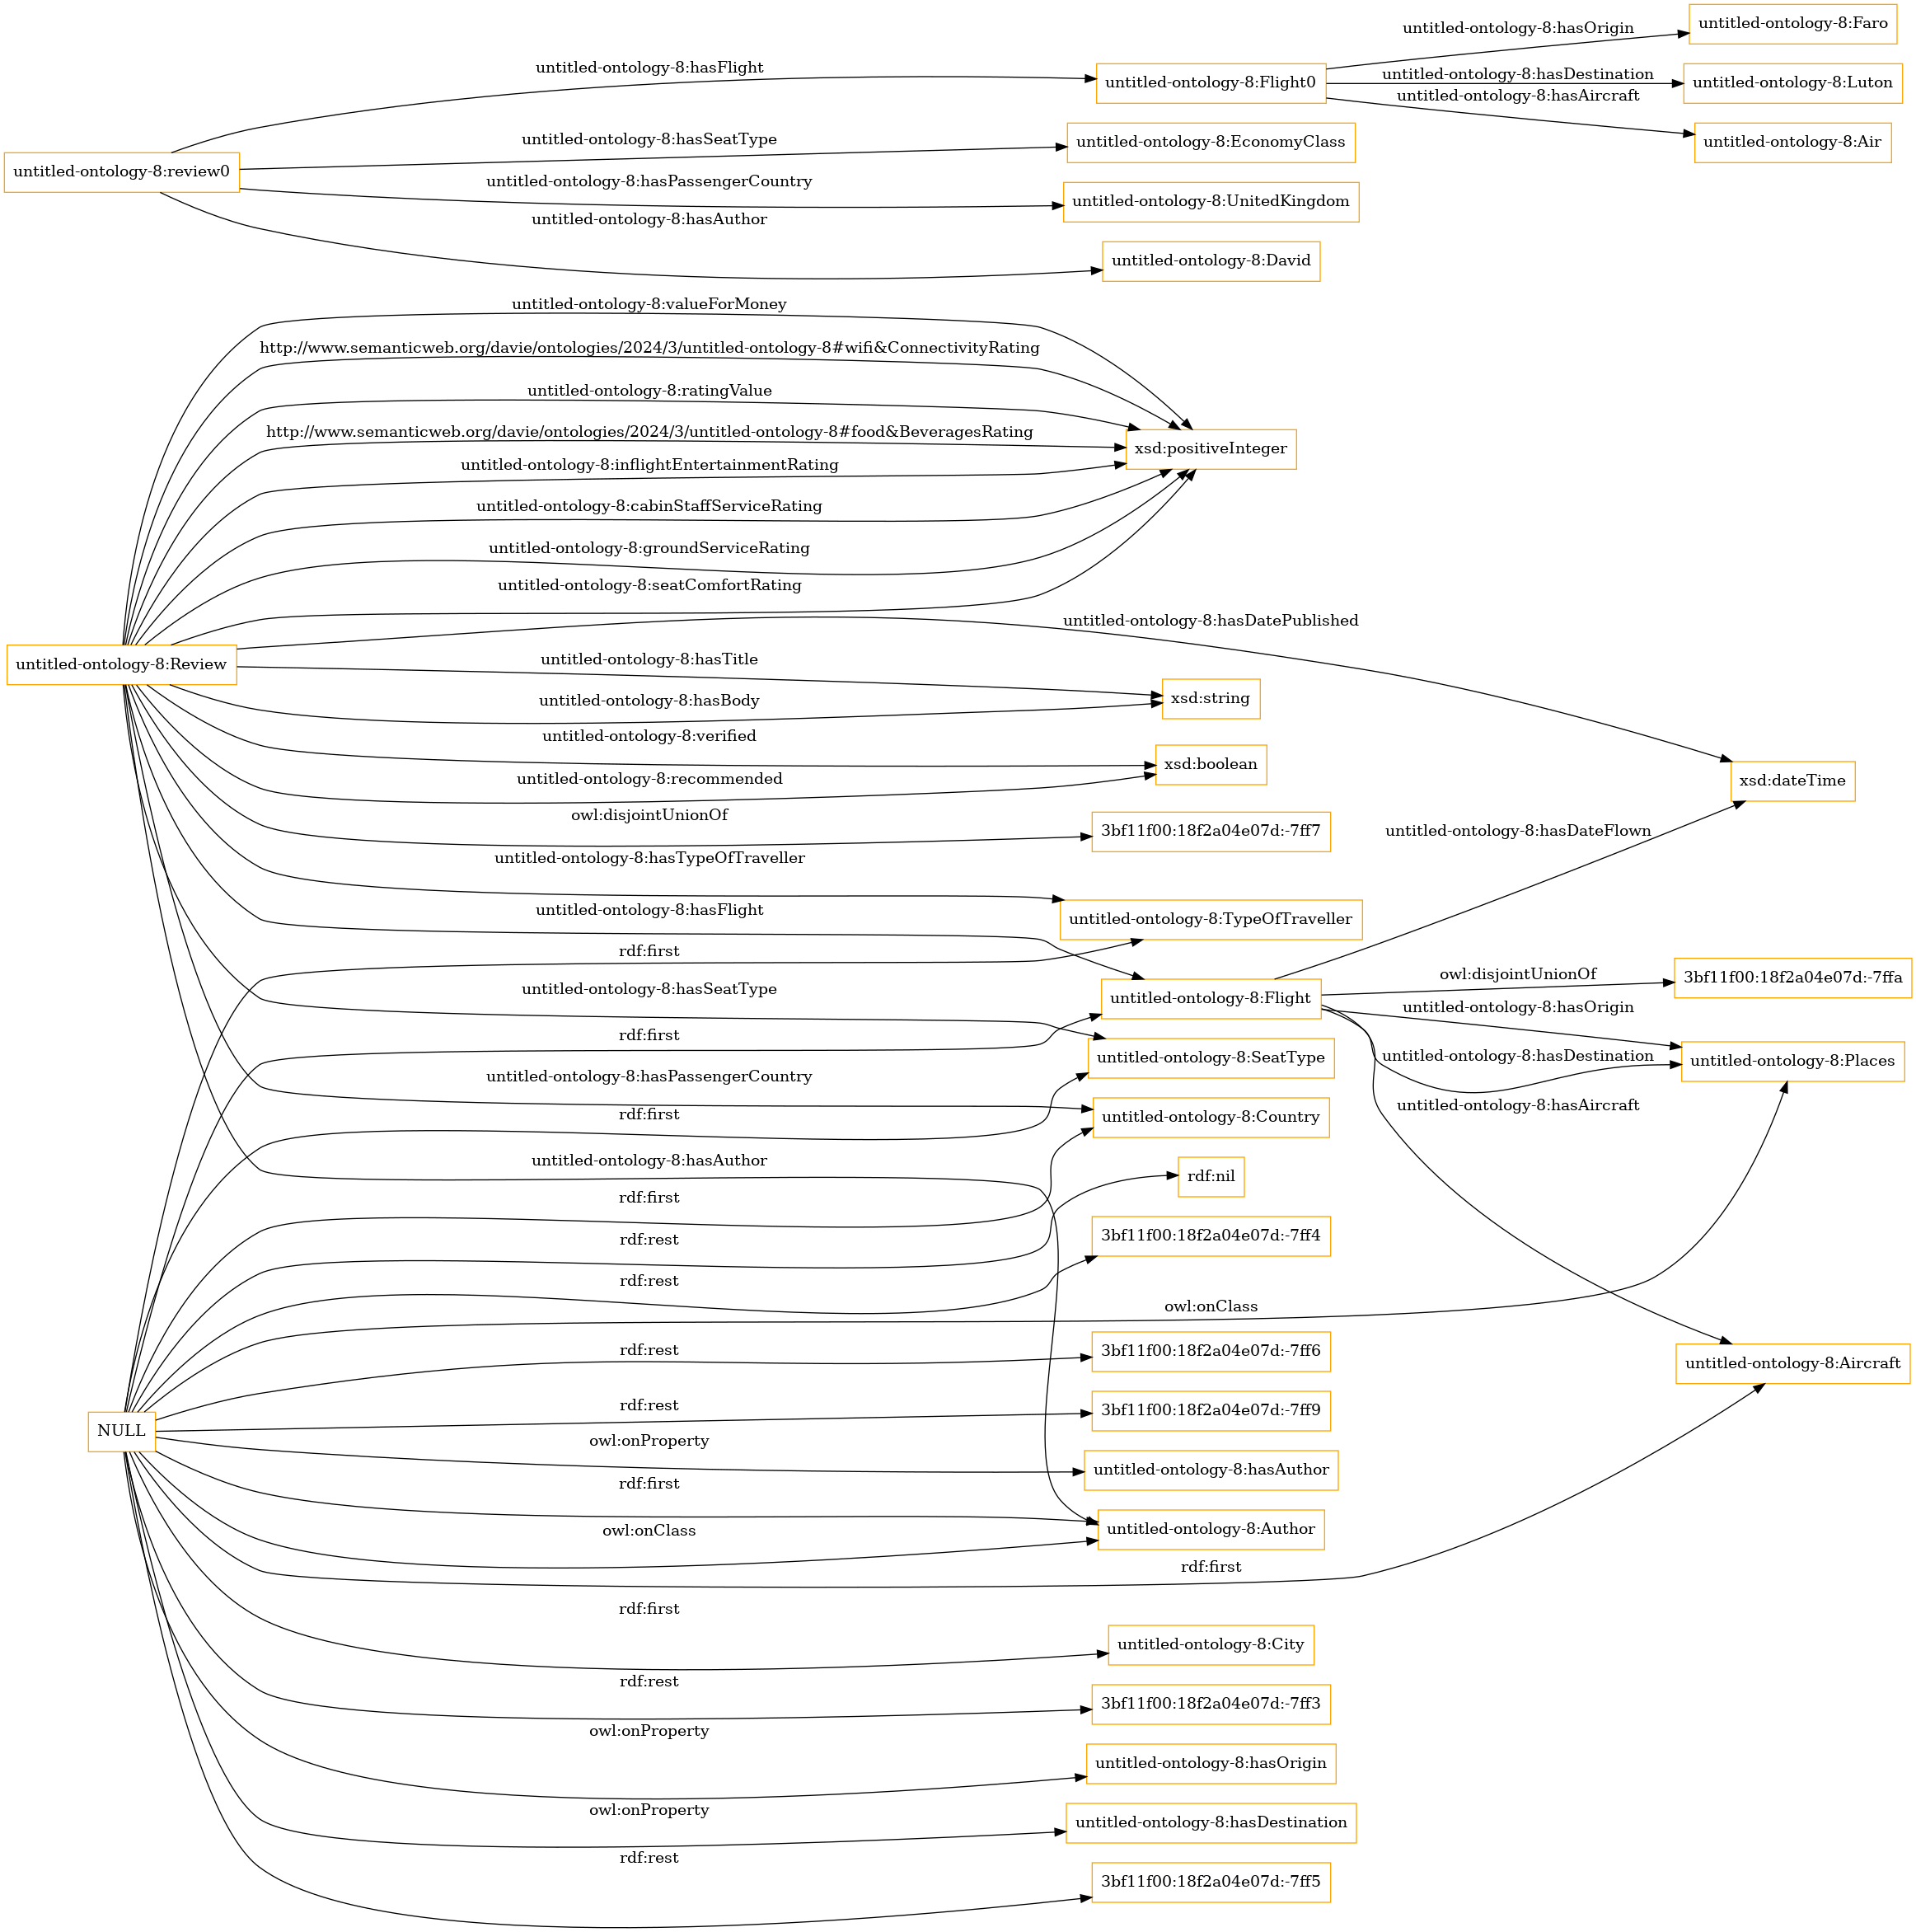 untitled-ontology-8:hasOrigin
untitled-ontology-8:Faro
untitled-ontology-8:hasFlight
untitled-ontology-8:Flight0
untitled-ontology-8:hasDestination
untitled-ontology-8:Luton
untitled-ontology-8:hasAircraft
untitled-ontology-8:Air
untitled-ontology-8:review0
untitled-ontology-8:hasSeatType
untitled-ontology-8:EconomyClass
untitled-ontology-8:hasPassengerCountry
untitled-ontology-8:UnitedKingdom
untitled-ontology-8:hasAuthor
untitled-ontology-8:David
untitled-ontology-8:valueForMoney
http://www.semanticweb.org/davie/ontologies/2024/3/untitled-ontology-8#wifi&ConnectivityRating
untitled-ontology-8:ratingValue
http://www.semanticweb.org/davie/ontologies/2024/3/untitled-ontology-8#food&BeveragesRating
xsd:positiveInteger
untitled-ontology-8:inflightEntertainmentRating
untitled-ontology-8:cabinStaffServiceRating
untitled-ontology-8:groundServiceRating
untitled-ontology-8:seatComfortRating
untitled-ontology-8:hasDatePublished
untitled-ontology-8:Review
untitled-ontology-8:hasTitle
xsd:string
untitled-ontology-8:hasBody
untitled-ontology-8:verified
xsd:boolean
untitled-ontology-8:recommended
xsd:dateTime
owl:disjointUnionOf
3bf11f00:18f2a04e07d:-7ff7
untitled-ontology-8:hasDateFlown
untitled-ontology-8:hasTypeOfTraveller
untitled-ontology-8:TypeOfTraveller
untitled-ontology-8:hasFlight
rdf:first
untitled-ontology-8:Flight
owl:disjointUnionOf
3bf11f00:18f2a04e07d:-7ffa
untitled-ontology-8:hasSeatType
untitled-ontology-8:hasOrigin
rdf:first
untitled-ontology-8:SeatType
untitled-ontology-8:hasDestination
untitled-ontology-8:Places
untitled-ontology-8:hasPassengerCountry
untitled-ontology-8:hasAircraft
rdf:first
untitled-ontology-8:Country
untitled-ontology-8:hasAuthor
rdf:nil
rdf:first
rdf:rest
3bf11f00:18f2a04e07d:-7ff4
rdf:rest
owl:onClass
rdf:rest
3bf11f00:18f2a04e07d:-7ff6
untitled-ontology-8:Aircraft
rdf:rest
3bf11f00:18f2a04e07d:-7ff9
NULL
owl:onProperty
untitled-ontology-8:hasAuthor
rdf:first
untitled-ontology-8:Author
owl:onClass
rdf:first
rdf:first
untitled-ontology-8:City
rdf:rest
3bf11f00:18f2a04e07d:-7ff3
owl:onProperty
untitled-ontology-8:hasOrigin
owl:onProperty
untitled-ontology-8:hasDestination
rdf:rest
3bf11f00:18f2a04e07d:-7ff5